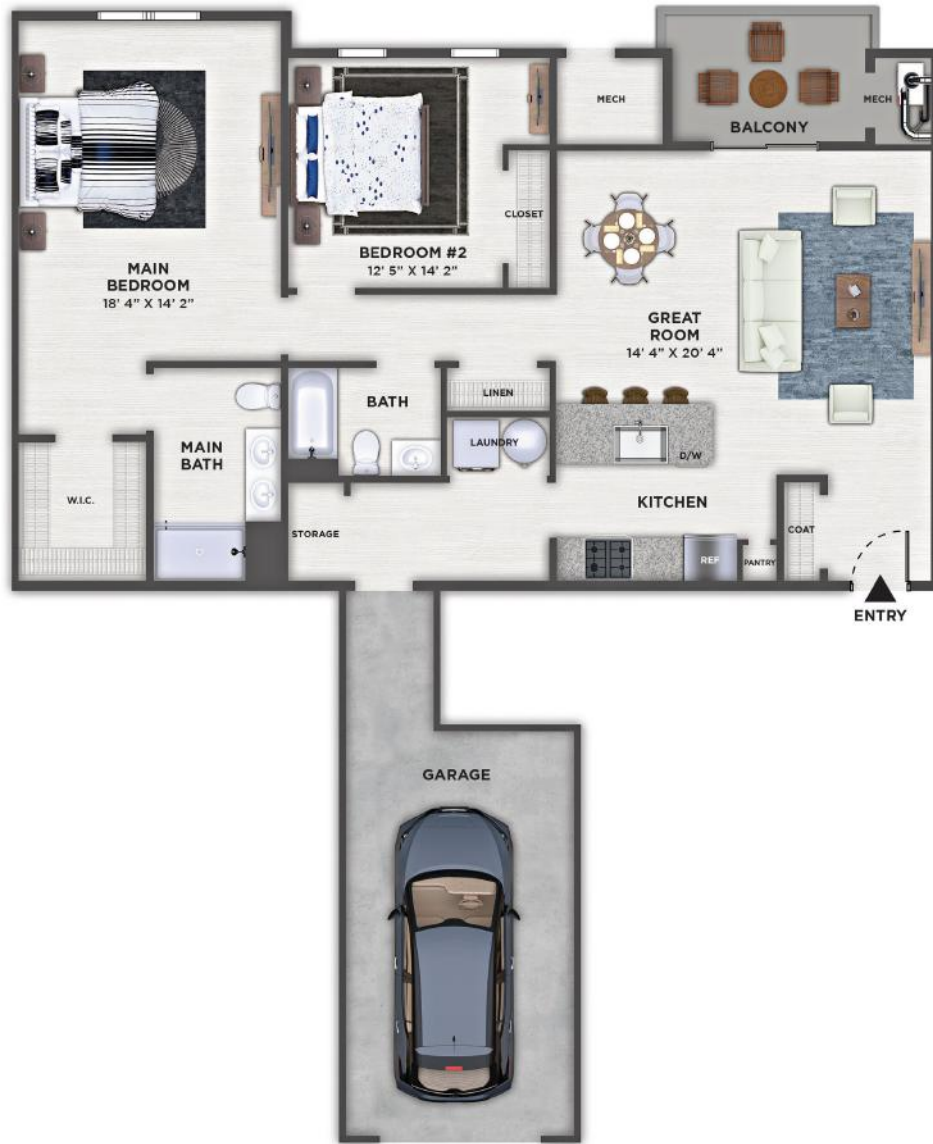 MECH
MECH
BALCONY
CLOSET
BEDROOM #2
12' 5" X 14' 2"
MAIN
BEDROOM
18' 4" X 14' 2"
GREAT
ROOM
14' 4" X 20' 4"
LINEN
BATH
LAUNDRY
D/W
MAIN
BATH
W.I.C.
KITCHEN
STORAGE
COAT
REF
PANTRY
ENTRY
GARAGE